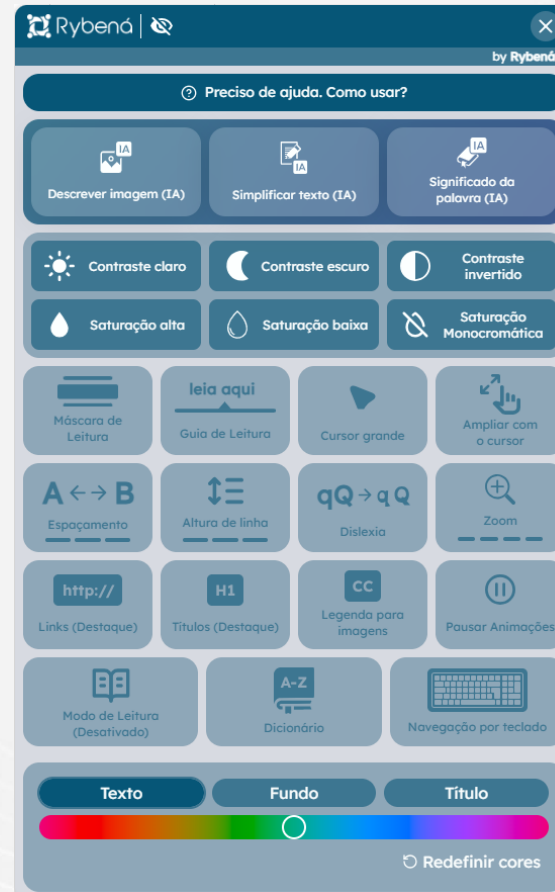 Rybená
by Rybená
Preciso de ajuda. Como usar?
IA
Descrever imagem (IA)
IA
Simplificar texto (IA)
IA
Significado da
palavra (IA)
Contraste claro
Contraste escuro
Contraste
invertido
Saturação alta
Saturação baixa
Saturação
Monocromática
Máscara de
Leitura
leia aqui
Guia de Leitura
Cursor grande
Ampliar com
o cursor
A ←→ B
Espaçamento
Altura de linha
qQ → q Q
Dislexia
Zoom
http://
Links (Destaque)
H1
Títulos (Destaque)
CC
Legenda para
imagens
Pausar Animações
Modo de Leitura
(Desativado)
A-Z
Dicionário
Navegação por teclado
Texto
Fundo
Título
Redefinir cores